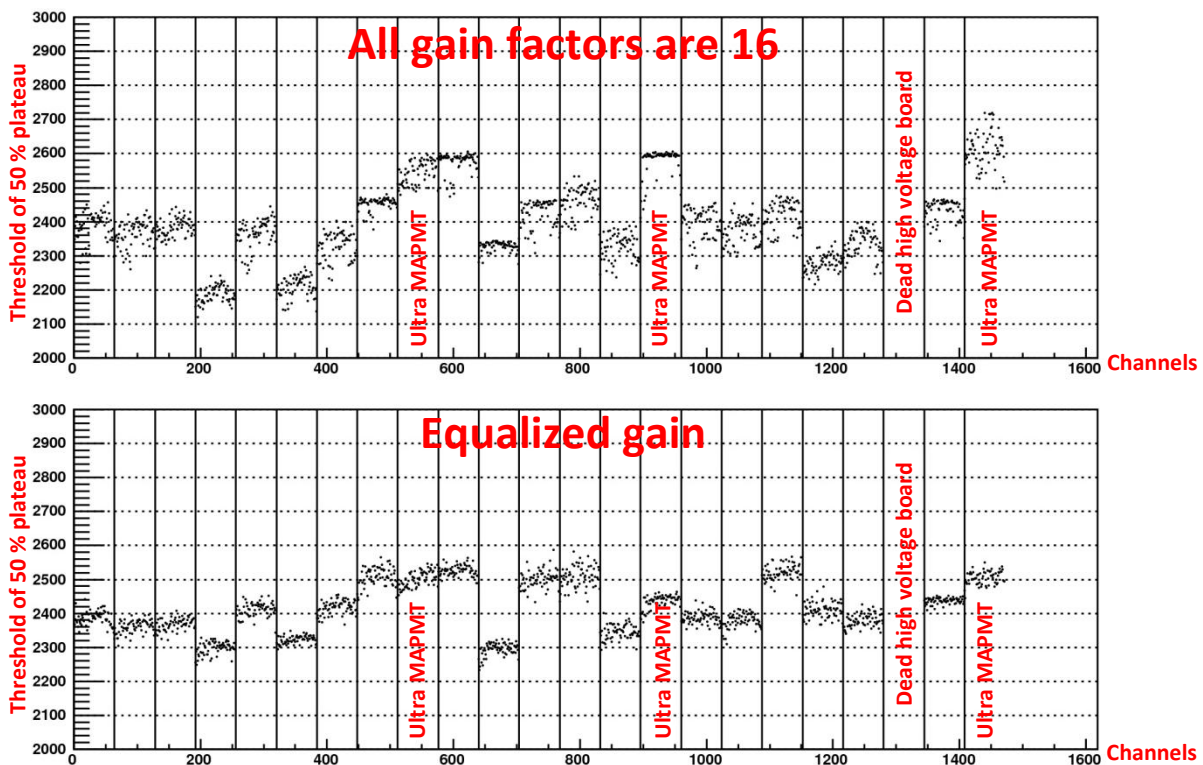 All gain factors are 16
Threshold of 50 % plateau
3000
2900
2800
2700
2600
2500
2400
2300
2200
2100
2000
Ultra MAPMT
Ultra MAPMT
Dead high voltage board
Ultra MAPMT
0
200
400
600
800
1000
1200
1400
1600
Channels
Equalized gain
Threshold of 50 % plateau
3000
2900
2800
2700
2600
2500
2400
2300
2200
2100
2000
Ultra MAPMT
Ultra MAPMT
Dead high voltage board
Ultra MAPMT
0
200
400
600
800
1000
1200
1400
1600
Channels